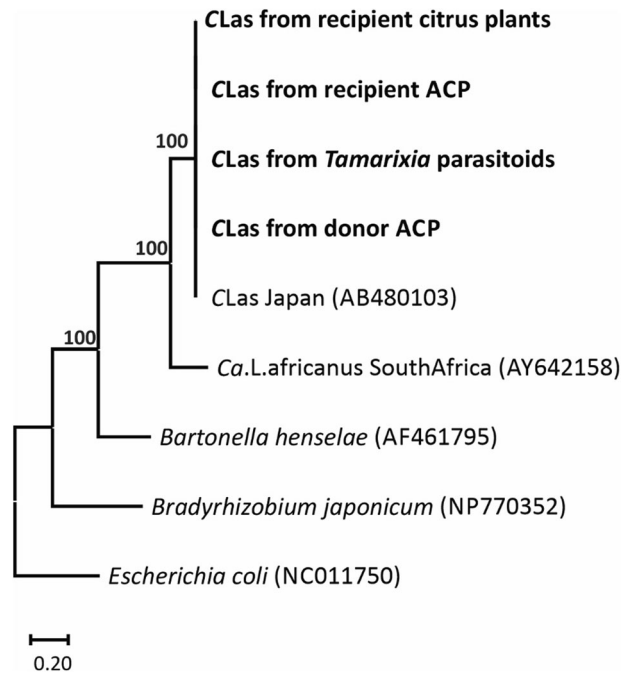 CLas from recipient citrus plants
CLas from recipient ACP
100
CLas from Tamarixia parasitoids
CLas from donor ACP
100
CLas Japan (AB480103)
100
Ca.L.africanus SouthAfrica (AY642158)
Bartonella henselae (AF461795)
Bradyrhizobium japonicum (NP770352)
Escherichia coli (NC011750)
0.20